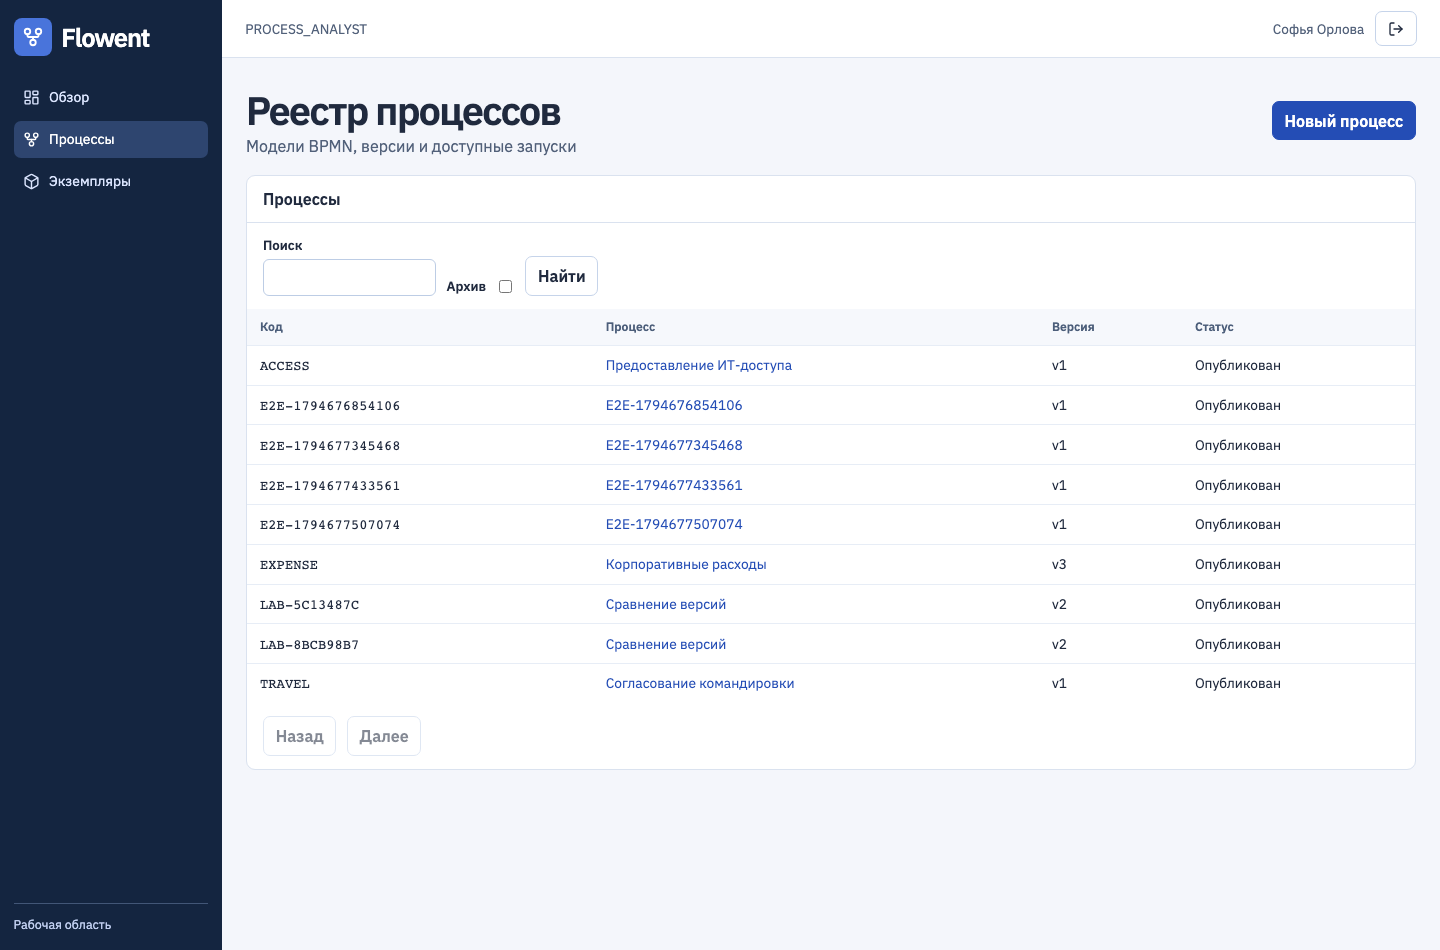 Flowent
Обзор
Процессы
Экземпляры
Рабочая область
PROCESS_ANALYST
Софья Орлова
Реестр процессов
Модели BPMN, версии и доступные запуски
Новый процесс
Процессы
Поиск
Архив
Найти
Код Процесс Версия Статус
ACCESS Предоставление ИТ-доступа v1 Опубликован
E2E-1794676854106 E2E-1794676854106 v1 Опубликован
E2E-1794677345468 E2E-1794677345468 v1 Опубликован
E2E-1794677433561 E2E-1794677433561 v1 Опубликован
E2E-1794677507074 E2E-1794677507074 v1 Опубликован
EXPENSE Корпоративные расходы v3 Опубликован
LAB-5C13487C Сравнение версий v2 Опубликован
LAB-8BCB98B7 Сравнение версий v2 Опубликован
TRAVEL Согласование командировки v1 Опубликован
Назад Далее